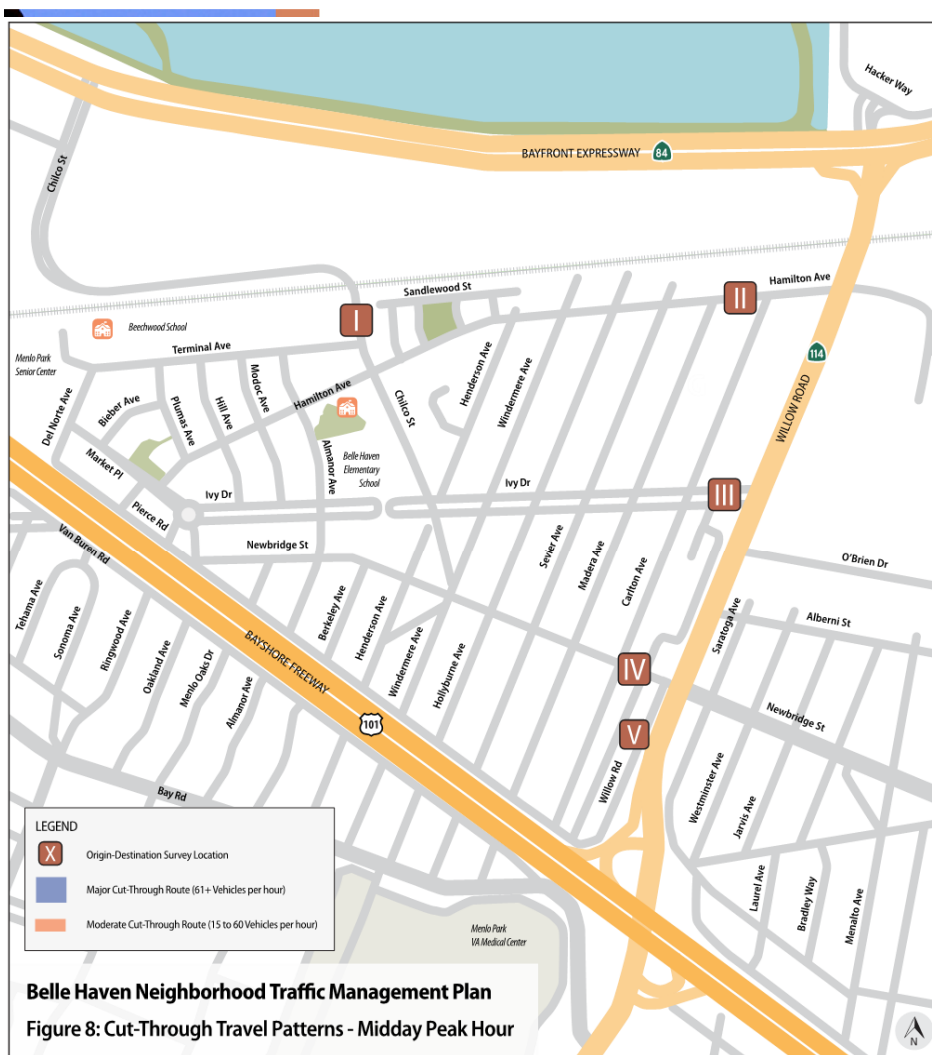 Hacker Way
BAYFRONT EXPRESSWAY
84
Chilco St
Hamilton Ave
Sandlewood St
I
II
Beechwood School
Terminal Ave
Menlo Park
Senior Center
114
WILLOW ROAD
Henderson Ave
Windermere Ave
Modoc Ave
Hamilton Ave
Chilco St
Del Norte Ave
Bieber Ave
Plumas Ave
Hill Ave
Almanor Ave
Belle Haven
Elementary
School
Market Pl
Ivy Dr
Ivy Dr
III
Pierce Rd
Van Buren Rd
Newbridge St
Sevier Ave
Madera Ave
Carlton Ave
O'Brien Dr
Tehama Ave
Sonoma Ave
Ringwood Ave
Oakland Ave
Menlo Oaks Dr
Almanor Ave
Berkeley Ave
Henderson Ave
Windermere Ave
Hollyburne Ave
Saratoga Ave
Alberni St
BAYSHORE FREEWAY
101
IV
V
Newbridge St
Willow Rd
Westminster Ave
Jarvis Ave
Bay Rd
Laurel Ave
Bradley Way
Menalto Ave
Menlo Park
VA Medical Center
LEGEND
X
Origin-Destination Survey Location
Major Cut-Through Route (61+ Vehicles per hour)
Moderate Cut-Through Route (15 to 60 Vehicles per hour)
Belle Haven Neighborhood Traffic Management Plan
Figure 8: Cut-Through Travel Patterns - Midday Peak Hour
N